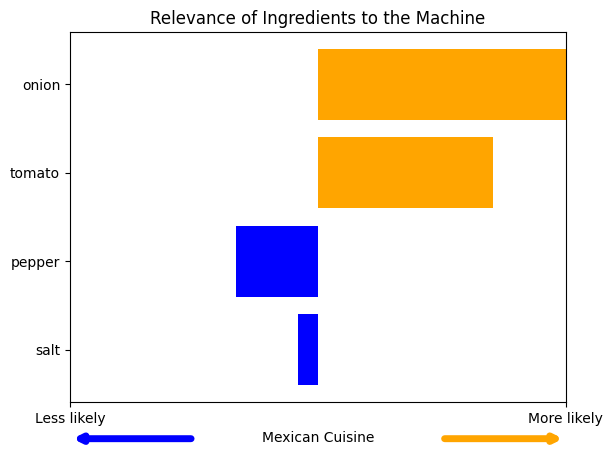 Relevance of Ingredients to the Machine
onion
tomato
pepper
salt
Less likely
More likely
Mexican Cuisine